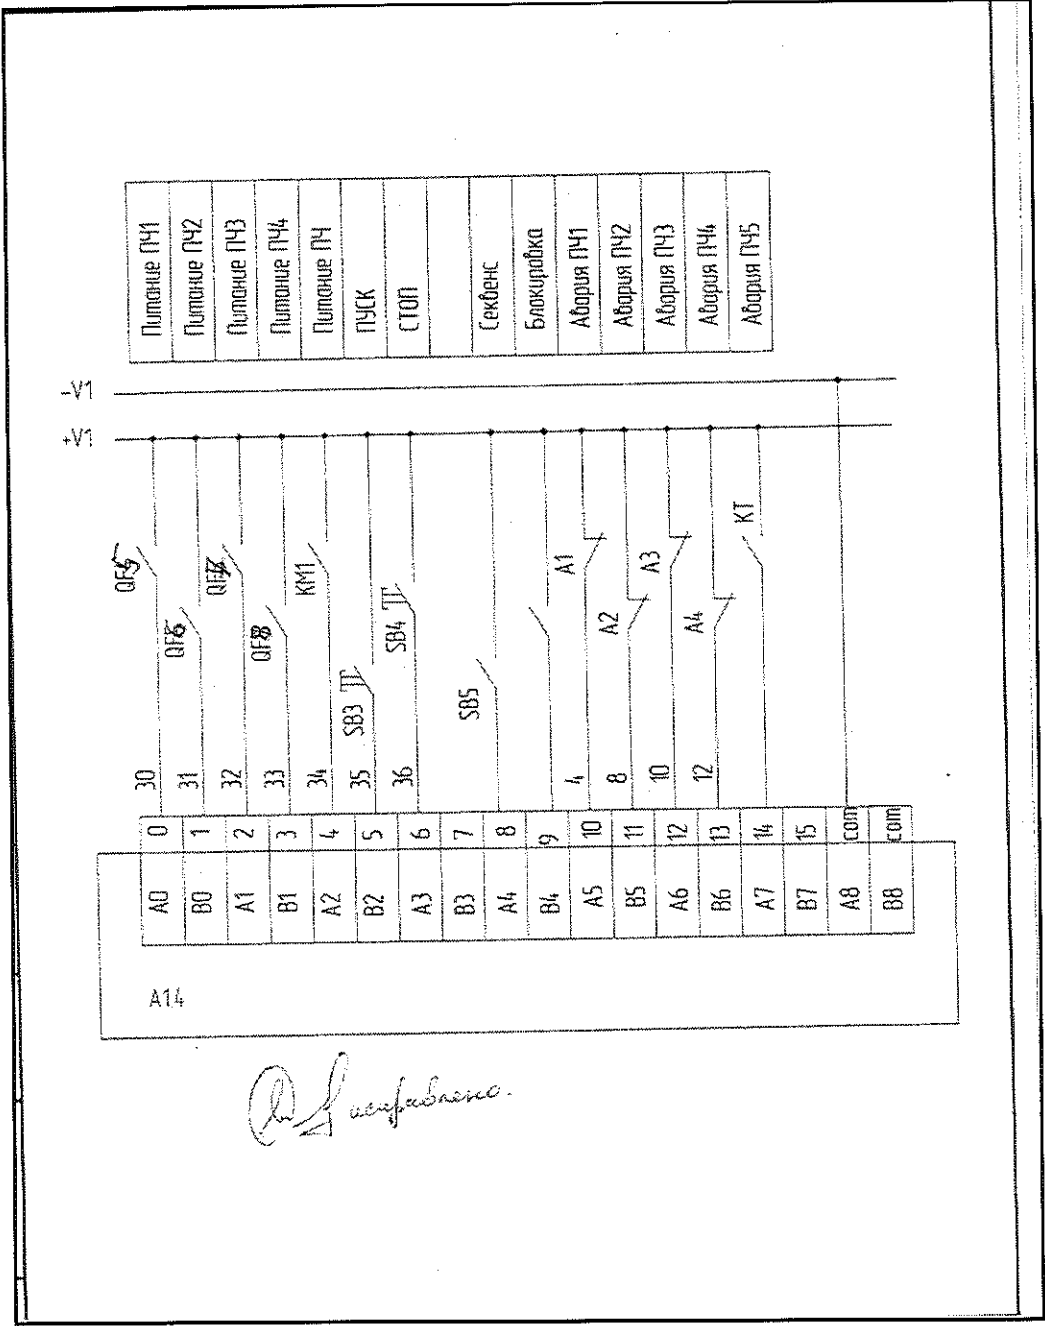 Питание ПЧ1
Питание ПЧ2
Питание ПЧ3
Питание ПЧ4
Питание ПЧ
ПУСК
СТОП
Секвенс
Блокировка
Авария ПЧ1
Авария ПЧ2
Авария ПЧ3
Авария ПЧ4
Авария ПЧ5
-V1
+V1
QF5
QF6
QF8
KM1
SB3
SB4
SB5
A1
A2
A3
A4
KT
30
31
32
33
34
35
36
4
8
10
12
0
1
2
3
4
5
6
7
8
9
10
11
12
13
14
15
com
com
A0
B0
A1
B1
A2
B2
A3
B3
A4
B4
A5
B5
A6
B6
A7
B7
A8
B8
A14
исправлено.